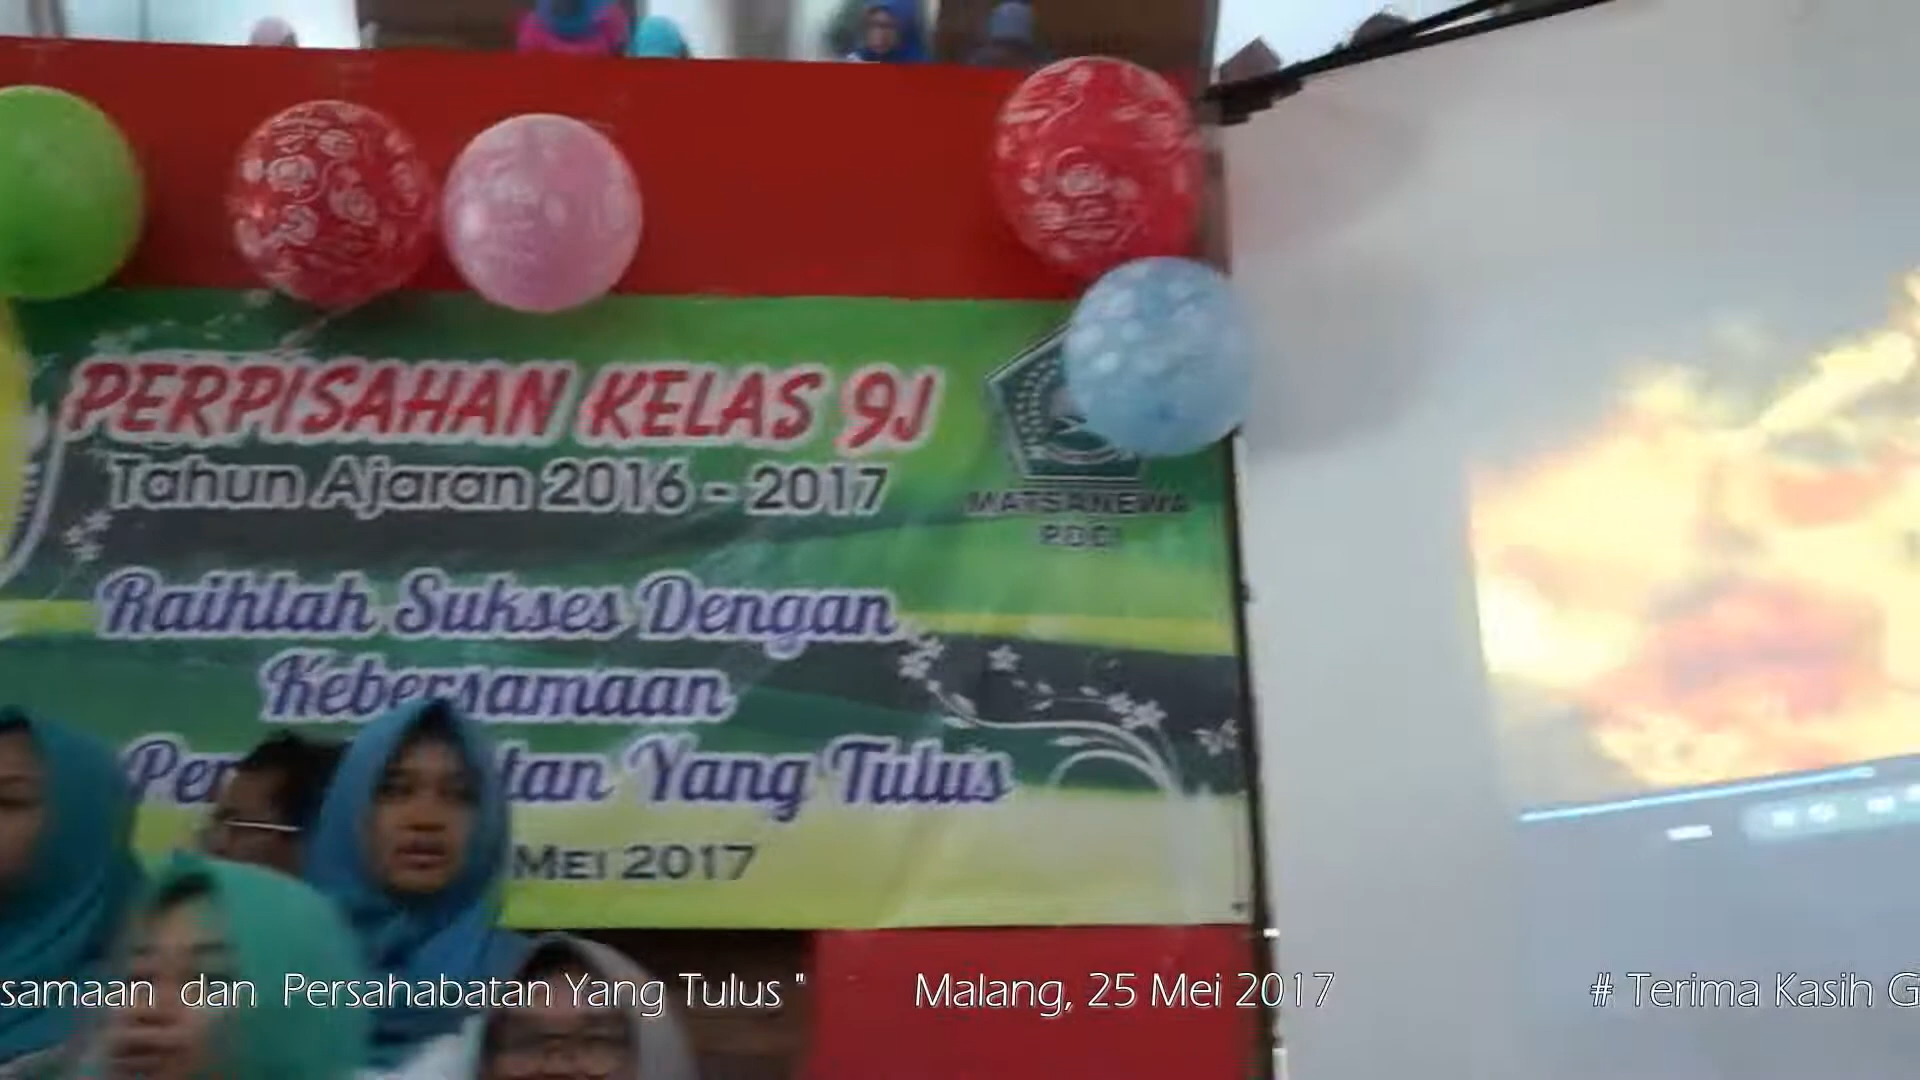 PERPISAHAN KELAS 9J
Tahun Ajaran 2016 - 2017
MATSANEWA
Raihlah Sukses Dengan
Kebersamaan
Yang Tulus
MEI 2017
samaan dan Persahabatan Yang Tulus " Malang, 25 Mei 2017 # Terima Kasih G